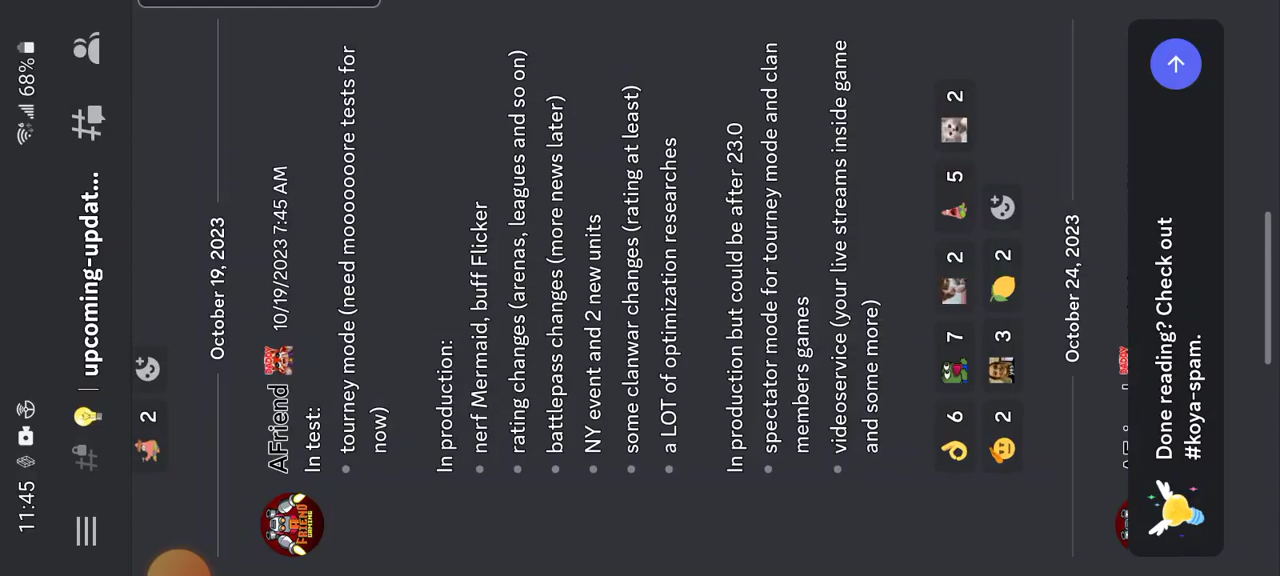 11:45 68%
# | upcoming-updat...
2
October 19, 2023
AFriend DADDY 10/19/2023 7:45 AM
In test:
• tourney mode (need moooooooore tests for
now)
In production:
• nerf Mermaid, buff Flicker
• rating changes (arenas, leagues and so on)
• battlepass changes (more news later)
• NY event and 2 new units
• some clanwar changes (rating at least)
• a LOT of optimization researches
In production but could be after 23.0
• spectator mode for tourney mode and clan
members games
• videoservice (your live streams inside game
and some more)
6 7 2 5 2
2 3 2
October 24, 2023
DADDY
Done reading? Check out
#koya-spam.
A FRIEND
GAMING